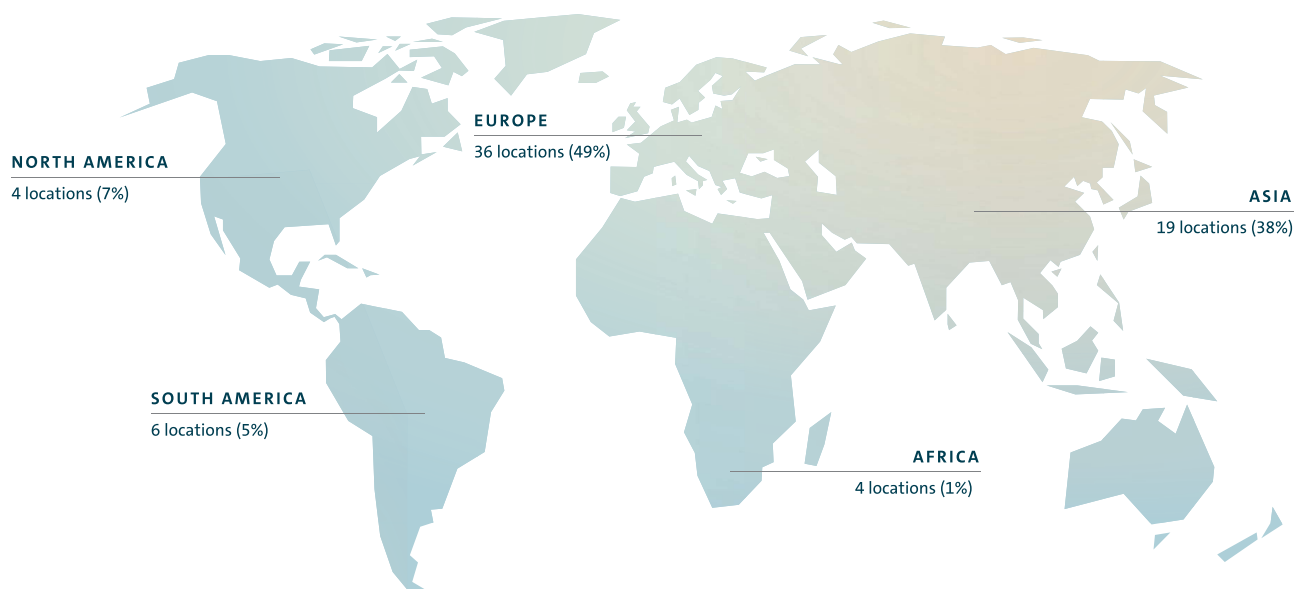 EUROPE
36 locations (49%)
NORTH AMERICA
4 locations (7%)
ASIA
19 locations (38%)
SOUTH AMERICA
6 locations (5%)
AFRICA
4 locations (1%)